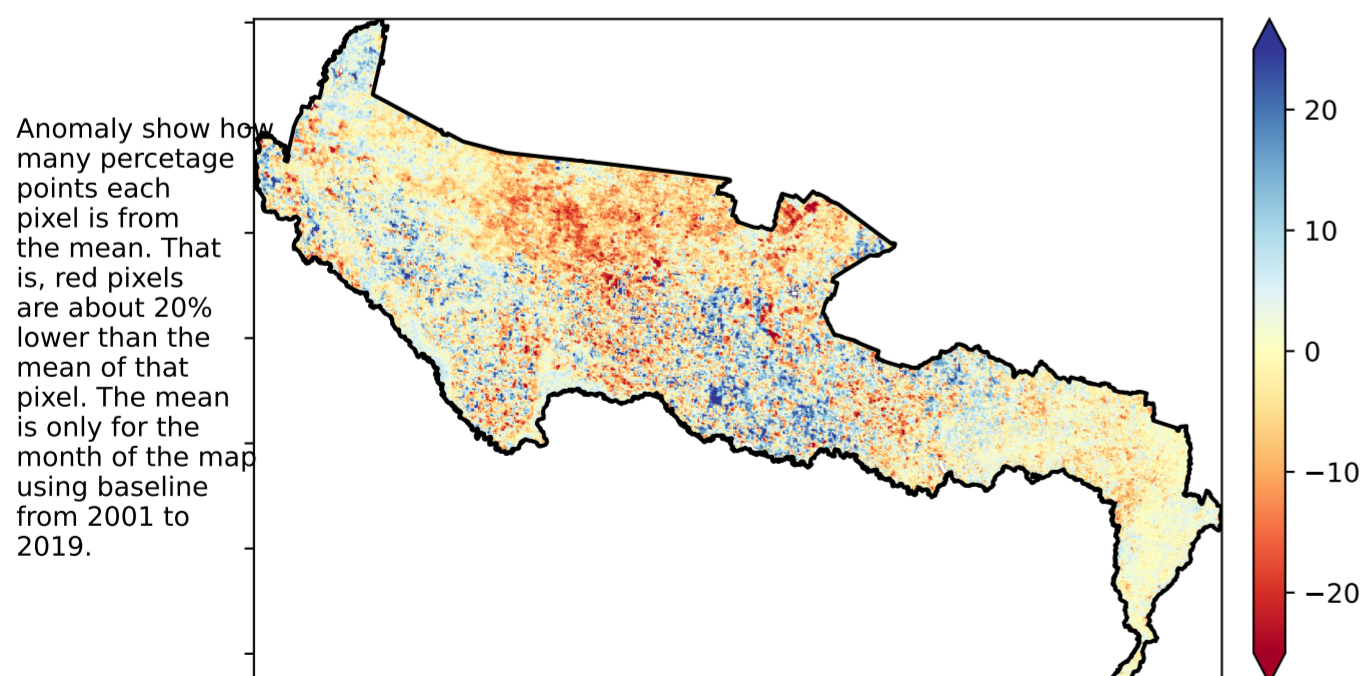 Anomaly show how
many percetage
points each
pixel is from
the mean. That
is, red pixels
are about 20%
lower than the
mean of that
pixel. The mean
is only for the
month of the map
using baseline
from 2001 to
2019.
20
10
0
−10
−20